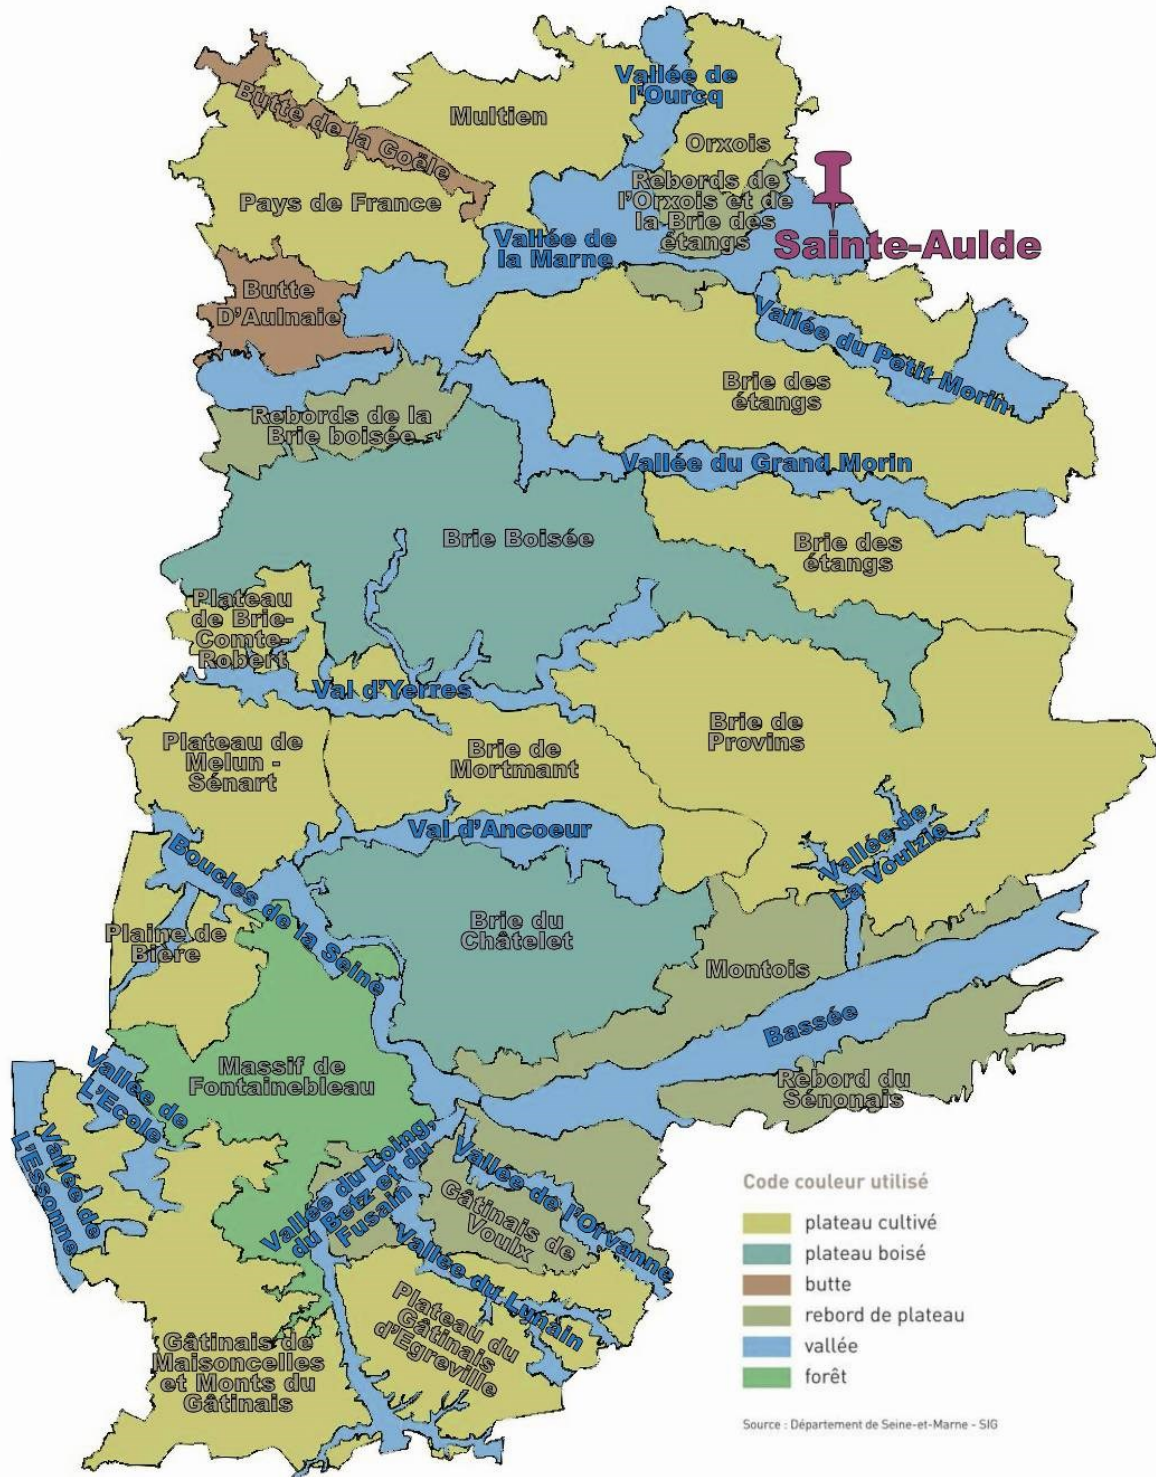 Vallée de
l'Ourcq
Butte de la Goële
Multien
Orxois
Pays de France
Rebords de
l'Orxois et de
la Brie des
étangs
Sainte-Aulde
Vallée de
la Marne
Butte
D'Aulnaie
Vallée du Petit Morin
Brie des
étangs
Rebords de la
Brie boisée
Vallée du Grand Morin
Brie Boisée
Brie des
étangs
Plateau
de Brie-
Comte-
Robert
Val d'Yerres
Plateau de
Melun -
Sénart
Brie de
Mortmant
Brie de
Provins
Val d'Ancoeur
Vallée de
La Voulzie
Boucles de la Seine
Plaine de
Bière
Brie du
Châtelet
Montois
Bassée
Massif de
Fontainebleau
Rebord du
Sénonais
Vallée de
L'Ecole
Vallée de
L'Essonne
Vallée du Loing,
du Betz et du
Fusain
Vallée de l'Orvanne
Gâtinais de
Voulx
Vallée du Lunain
Plateau du
Gâtinais
d'Egreville
Gâtinais de
Maisoncelles
et Monts du
Gâtinais
Code couleur utilisé
plateau cultivé
plateau boisé
butte
rebord de plateau
vallée
forêt
Source : Département de Seine-et-Marne - SIG